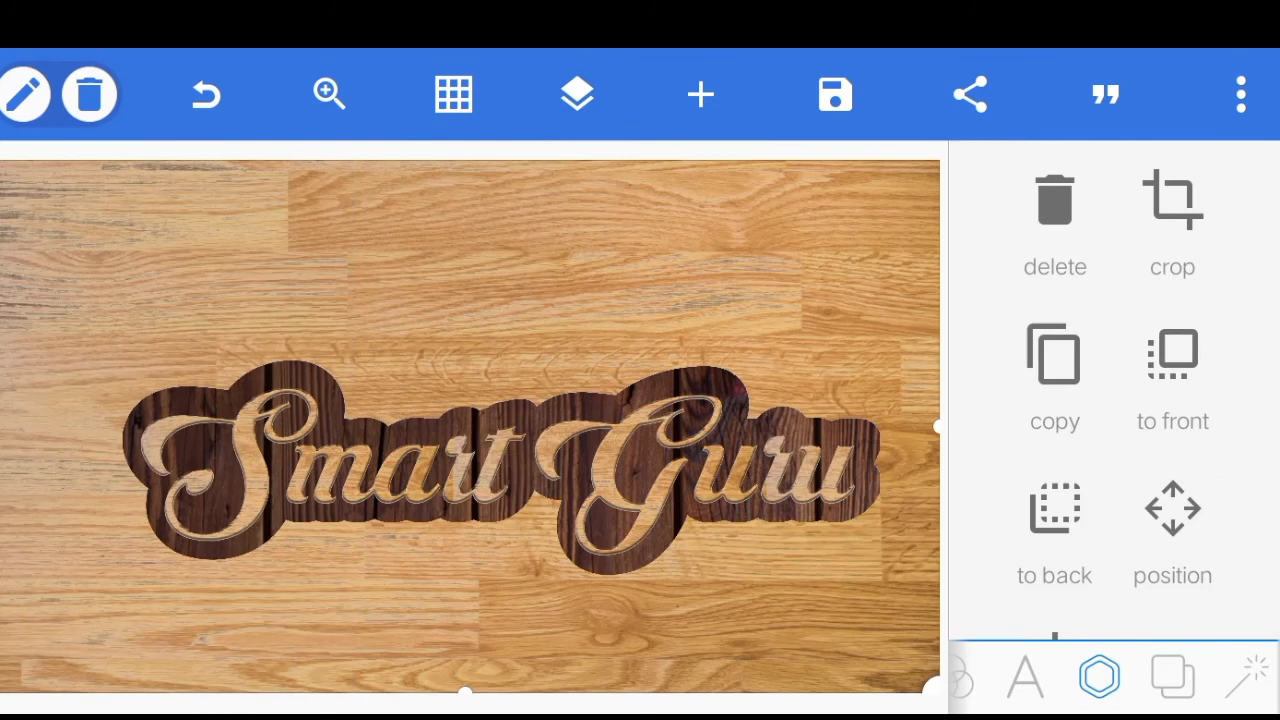 delete
crop
Smart Guru
copy
to front
to back
position
A